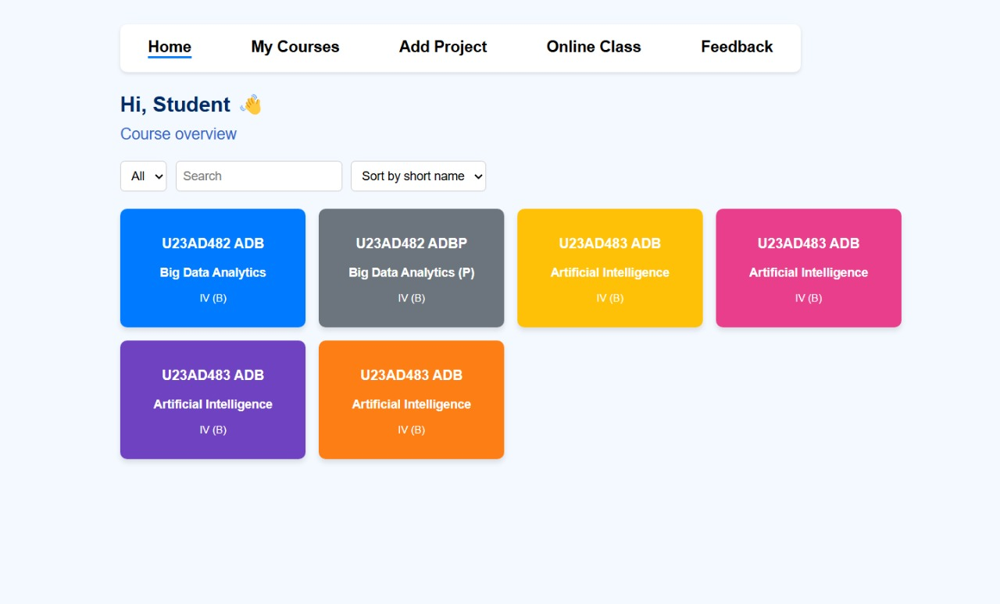 Home My Courses Add Project Online Class Feedback
Hi, Student 👋
Course overview
All Search Sort by short name
U23AD482 ADB
Big Data Analytics
IV (B)
U23AD482 ADBP
Big Data Analytics (P)
IV (B)
U23AD483 ADB
Artificial Intelligence
IV (B)
U23AD483 ADB
Artificial Intelligence
IV (B)
U23AD483 ADB
Artificial Intelligence
IV (B)
U23AD483 ADB
Artificial Intelligence
IV (B)